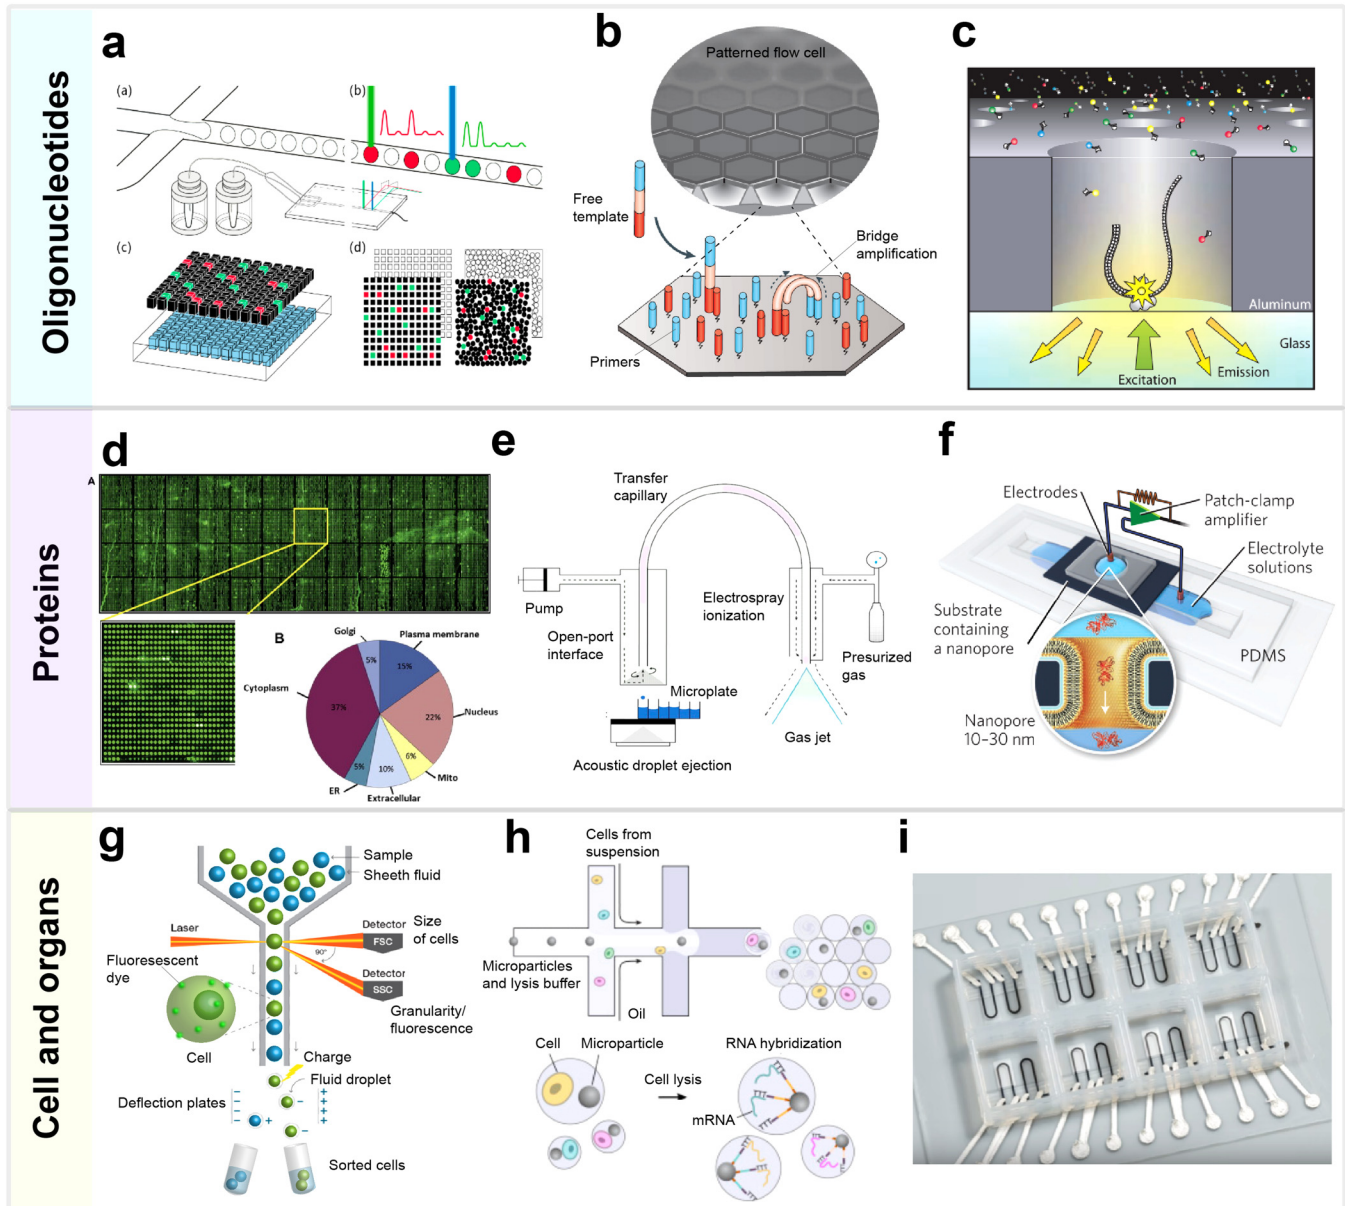 Oligonucleotides
a
(a)
(b)
(c)
(d)
b
Patterned flow cell
Free
template
Bridge
amplification
Primers
c
Aluminum
Glass
Emission
Excitation
Proteins
d
A
B
Golgi
Plasma membrane
5%
15%
Cytoplasm
37%
Nucleus
22%
6%
5%
10%
Mito
ER
Extracellular
e
Transfer
capillary
Pump
Open-port
interface
Electrospray
ionization
Presurized
gas
Microplate
Gas jet
Acoustic droplet ejection
f
Electrodes
Patch-clamp
amplifier
Electrolyte
solutions
Substrate
containing
a nanopore
PDMS
Nanopore
10–30 nm
Cell and organs
g
Sample
Sheeth fluid
Laser
Detector
FSC
Size
of cells
90°
Fluoresescent
dye
Detector
SSC
Granularity/
fluorescence
Cell
Charge
Fluid droplet
Deflection plates
Sorted cells
h
Cells from
suspension
Microparticles
and lysis buffer
Oil
Cell
Microparticle
RNA hybridization
Cell lysis
mRNA
i